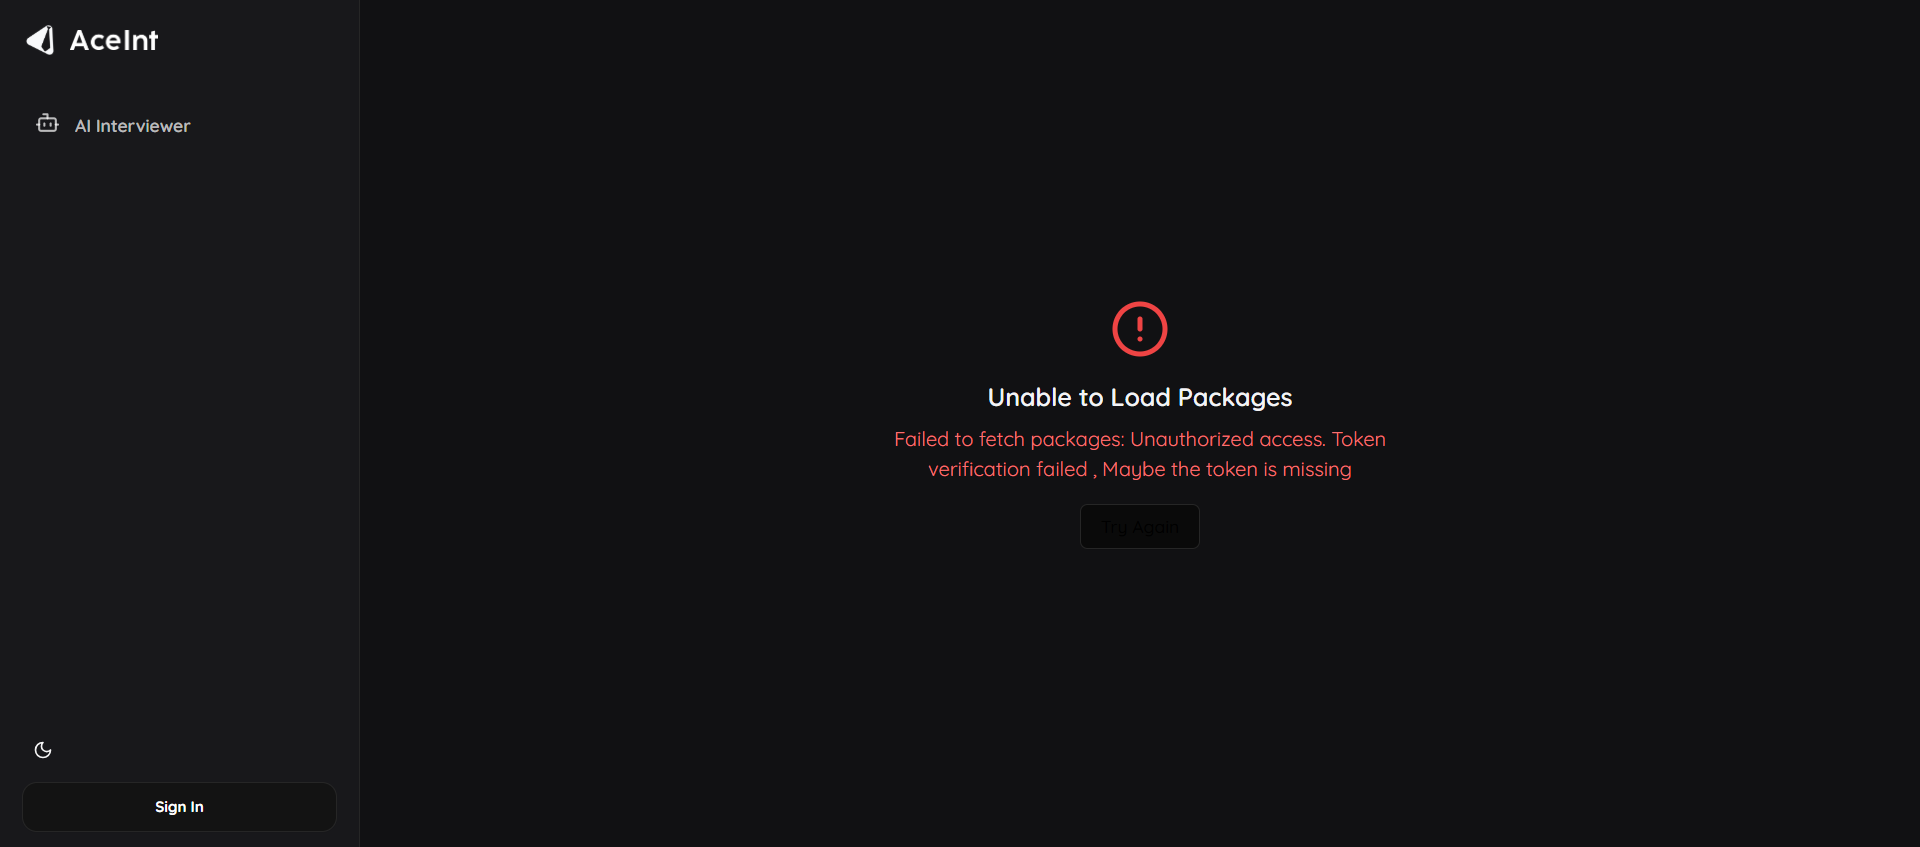 AceInt
AI Interviewer
Unable to Load Packages
Failed to fetch packages: Unauthorized access. Token
verification failed , Maybe the token is missing
Try Again
Sign In